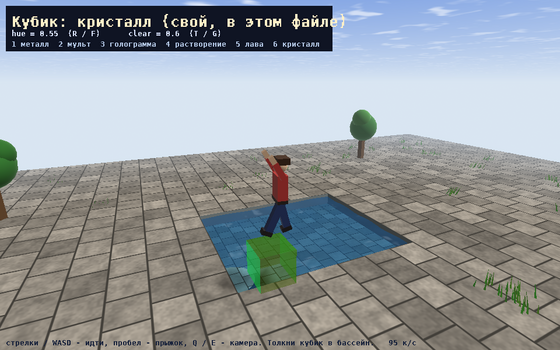 Кубик: кристалл {свой, в этом файле}
hue = 0.55 (R / F) clear = 0.6 (T / G)
1 металл 2 мульт 3 голограмма 4 растворение 5 лава 6 кристалл
стрелки / WASD - идти, пробел - прыжок, Q / E - камера. Толкни кубик в бассейн. 95 к/с